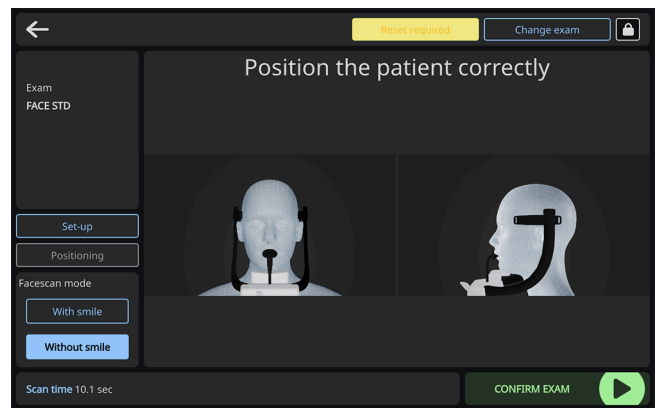 Reset required
Change exam
Position the patient correctly
Exam
FACE STD
Set-up
Positioning
Facescan mode
With smile
Without smile
Scan time 10.1 sec
CONFIRM EXAM